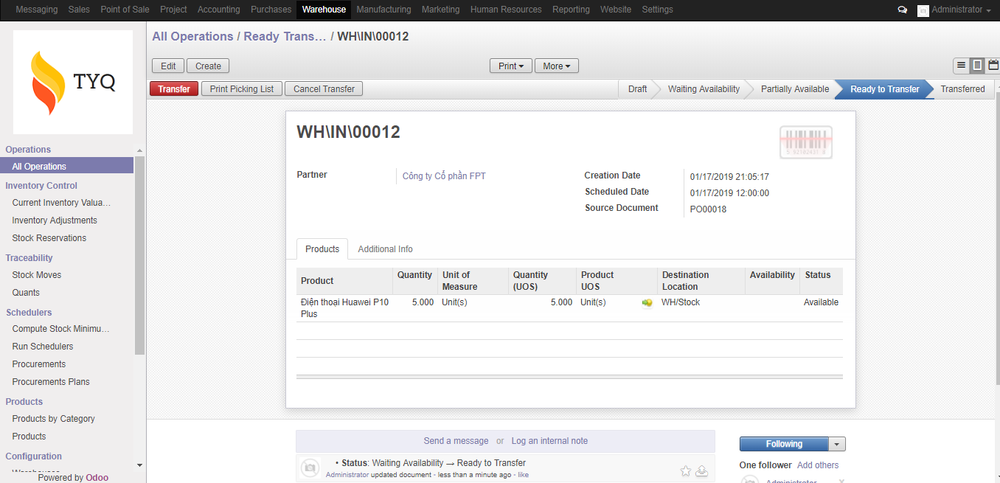 Messaging Sales Point of Sale Project Accounting Purchases Warehouse Manufacturing Marketing Human Resources Reporting Website Settings Administrator
TYQ
All Operations / Ready Trans… / WH\IN\00012
Edit Create Print More
Transfer Print Picking List Cancel Transfer Draft Waiting Availability Partially Available Ready to Transfer Transferred
Operations
All Operations
Inventory Control
Current Inventory Valua…
Inventory Adjustments
Stock Reservations
Traceability
Stock Moves
Quants
Schedulers
Compute Stock Minimu…
Run Schedulers
Procurements
Procurements Plans
Products
Products by Category
Products
Configuration
Powered by Odoo
WH\IN\00012
Partner Công ty Cổ phần FPT
Creation Date 01/17/2019 21:05:17
Scheduled Date 01/17/2019 12:00:00
Source Document PO00018
Products Additional Info
Product Quantity Unit of Measure Quantity (UOS) Product UOS Destination Location Availability Status
Điện thoại Huawei P10 Plus 5.000 Unit(s) 5.000 Unit(s) WH/Stock Available
Send a message or Log an internal note
• Status: Waiting Availability → Ready to Transfer
Administrator updated document - less than a minute ago - like
Following
One follower Add others
Administrator